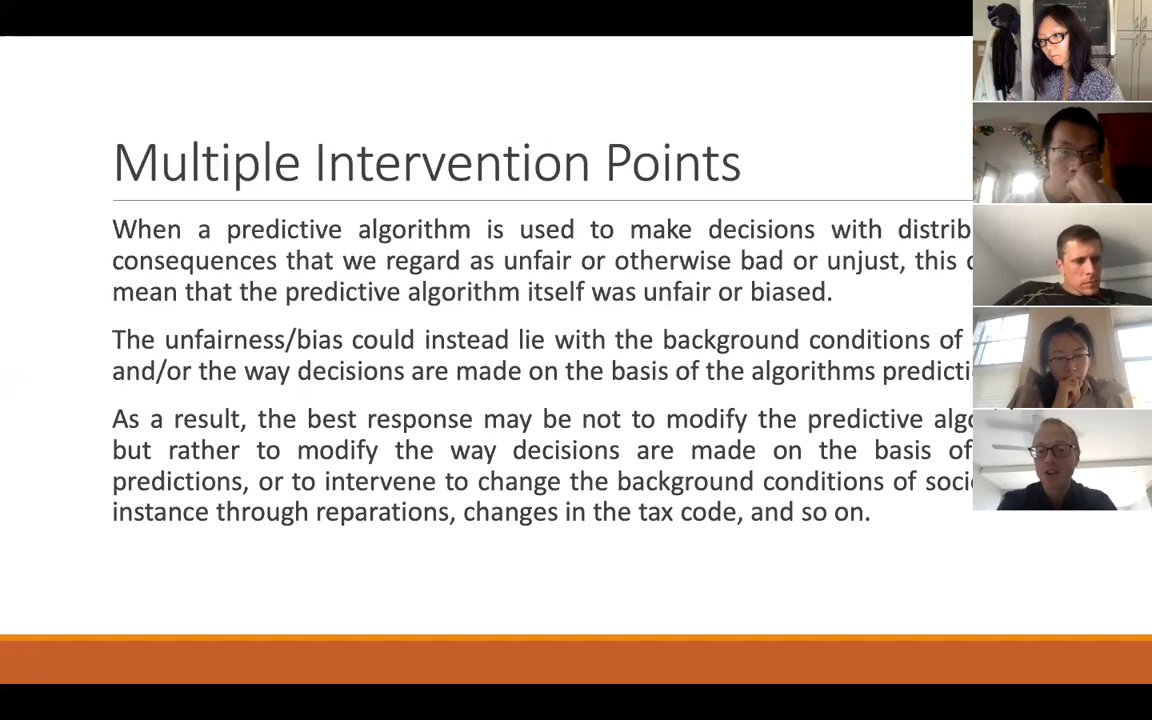 Multiple Intervention Points
When a predictive algorithm is used to make decisions with
consequences that we regard as unfair or otherwise bad or unjust, this
mean that the predictive algorithm itself was unfair or biased.
The unfairness/bias could instead lie with the background conditions of
and/or the way decisions are made on the basis of the algorithms
As a result, the best response may be not to modify the predictive
but rather to modify the way decisions are made on the basis of
predictions, or to intervene to change the background conditions of
instance through reparations, changes in the tax code, and so on.